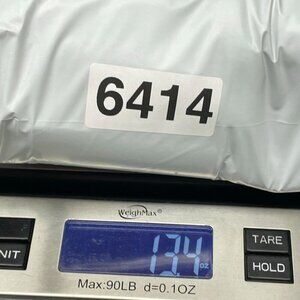 6414
WeighMax
TARE
NIT
13.4 oz
HOLD
Max:90LB d=0.1OZ